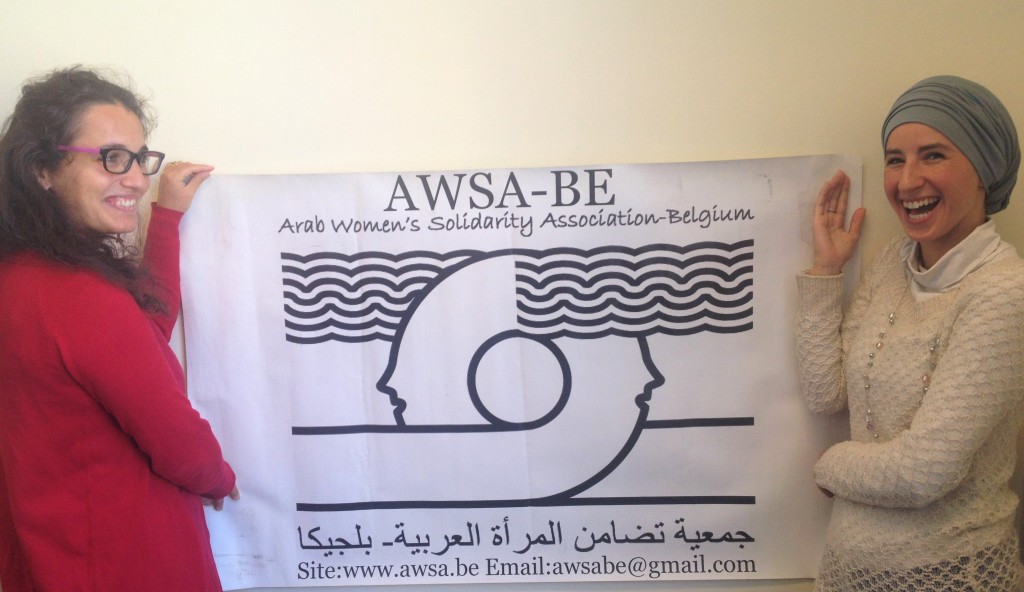 AWSA-BE
Arab Women's Solidarity Association-Belgium
جمعية تضامن المرأة العربية- بلجيكا
Site:www.awsa.be Email:awsabe@gmail.com